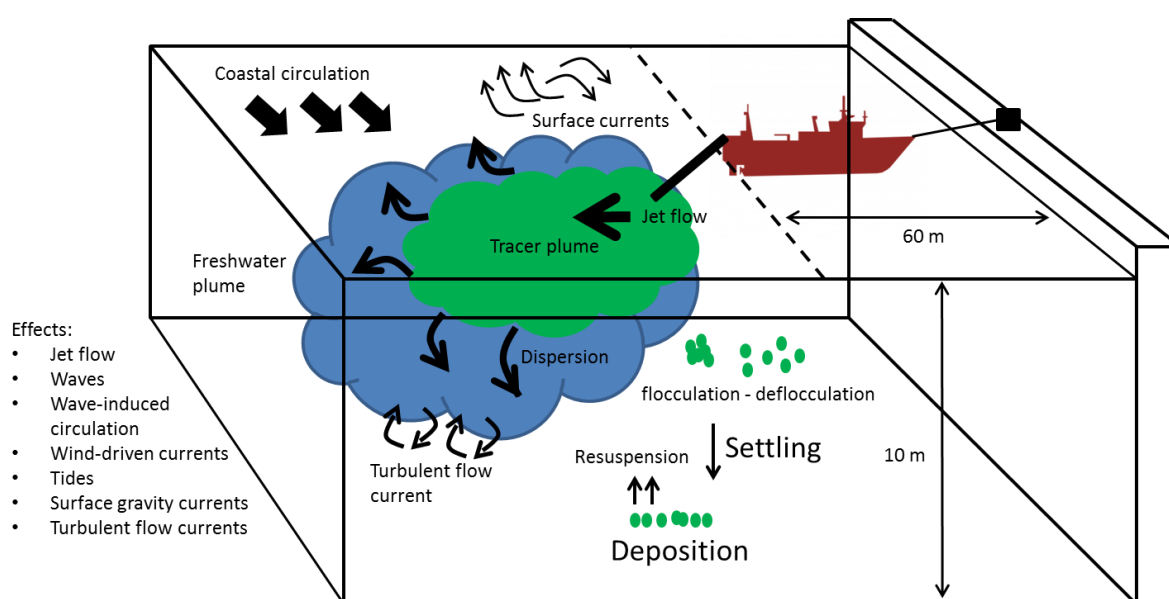 Coastal circulation
Surface currents
Jet flow
60 m
Tracer plume
Freshwater
plume
Effects:
• Jet flow
• Waves
• Wave-induced
circulation
• Wind-driven currents
• Tides
• Surface gravity currents
• Turbulent flow currents
Dispersion
flocculation - deflocculation
Turbulent flow
current
Resuspension
Settling
10 m
Deposition